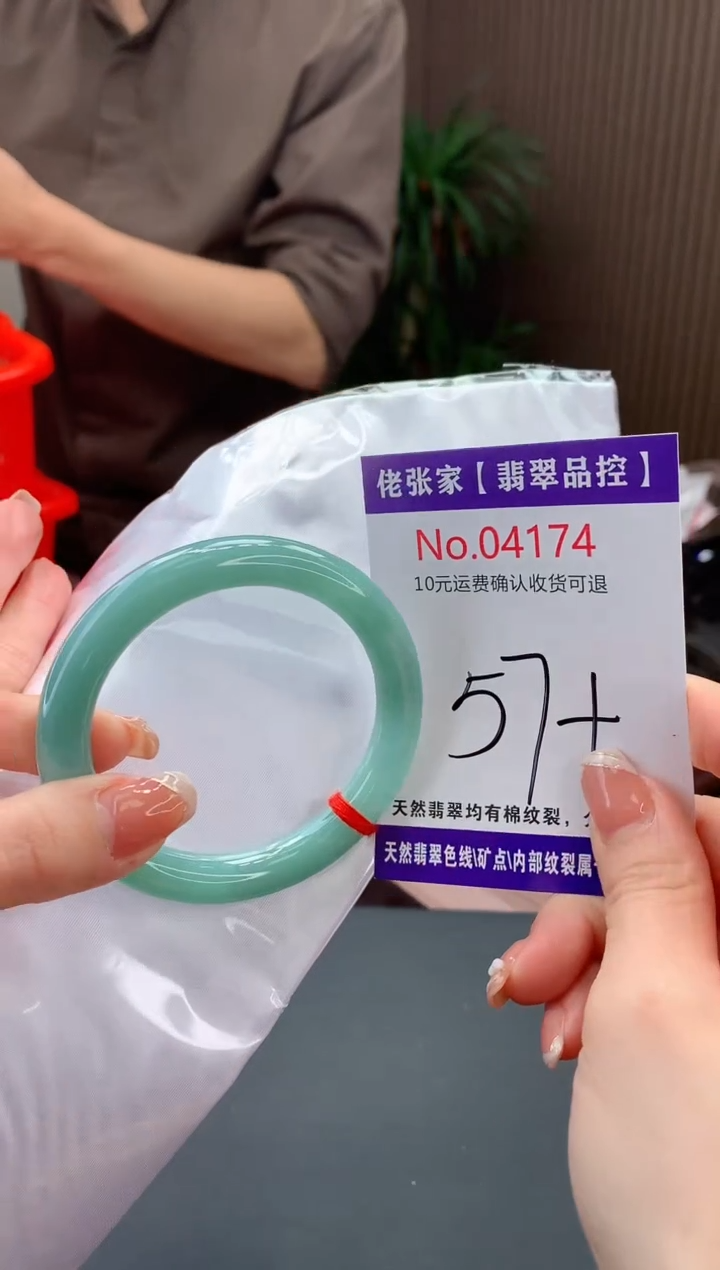 佬张家【翡翠品控】
No.04174
10元运费确认收货可退
57+
天然翡翠均有棉纹裂，
天然翡翠色线\矿点\内部纹裂属